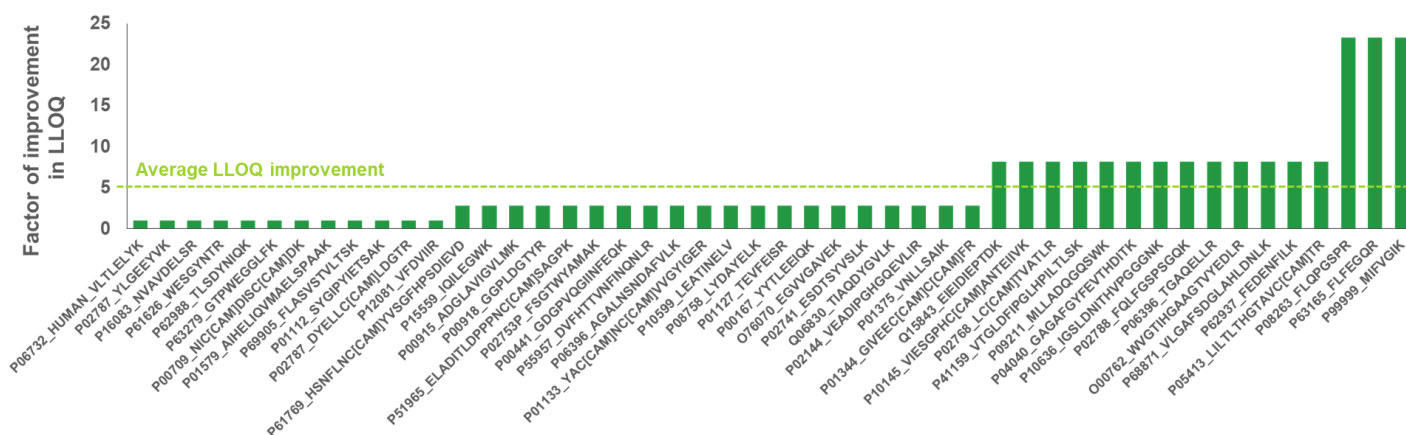 Factor of improvement
in LLOQ
25
20
15
10
5
0
Average LLOQ improvement
P06732_HUMAN_VLTLELYK
P02787_YLGEEYVK
P16083_NVAVDELSR
P61626_WESGYNTR
P62988_TLSDYNIQK
P63279_GTPWEGGLFK
P00709_NIC[CAM]DISC[CAM]DK
P01579_AIHELIQVMAELSPAAK
P69905_FLASVSTVLTSK
P01112_SYGIPYIETSAK
P02787_DYELLC[CAM]LDGTR
P12081_VFDVIIR
P61769_HSNFLNC[CAM]YVSGFHPSDIEVD
P15559_IQILEGWK
P00915_ADGLAVIGVLMK
P00918_GGPLDGTYR
P51965_ELADITLDPPPNC[CAM]SAGPK
P02753F_FSGTWYAMAK
P00441_GDGPVQGIINFEQK
P55957_DVFHTTVNFINQNLR
P06396_AGALNSNDAFVLK
P01133_YAC[CAM]NC[CAM]VVGYIGER
P10599_LEATINELV
P08758_LYDAYELK
P01127_TEVFEISR
P00167_YYTLEEIQK
O76070_EGVVGAVEK
P02741_ESDTSYVSLK
Q06830_TIAQDYGVLK
P02144_VEADIPGHGQEVLIR
P01375_VNLLSAIK
P01344_GIVEEC[CAM]C[CAM]FR
Q15843_EIEIDIEPTDK
P10145_VIESGPHC[CAM]ANTEIIVK
P02768_LC[CAM]TVATLR
P41159_VTGLDFIPGLHPILTLSK
P09211_MLLADQGQSWK
P04040_GAGAFGYFEVTHDITK
P10636_IGSLDNITHVPGGGNK
P02788_FQLFGSPSGQK
P06396_TGAQELLR
O00762_WVGTIHGAAGTVYEDLR
P68871_VLGAFSDGLAHLDNLK
P62937_FEDENFILK
P05413_LILTLTHGTAVC[CAM]TR
P08263_FLQPGSPR
P63165_FLFEGQR
P99999_MIFVGIK